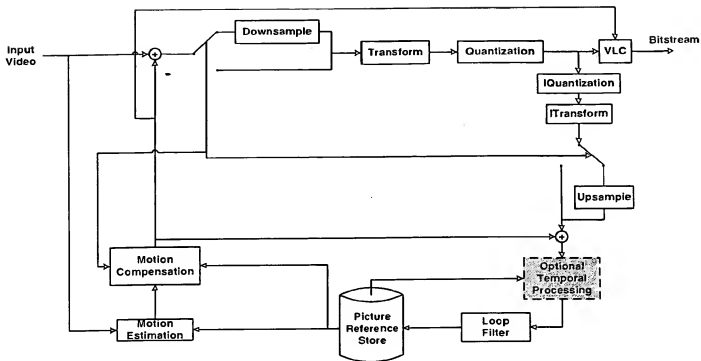 Input
Video
Downsample
Transform
Quantization
VLC
Bitstream
IQuantization
ITransform
Upsample
Motion
Compensation
Optional
Temporal
Processing
Picture
Reference
Store
Loop
Filter
Motion
Estimation